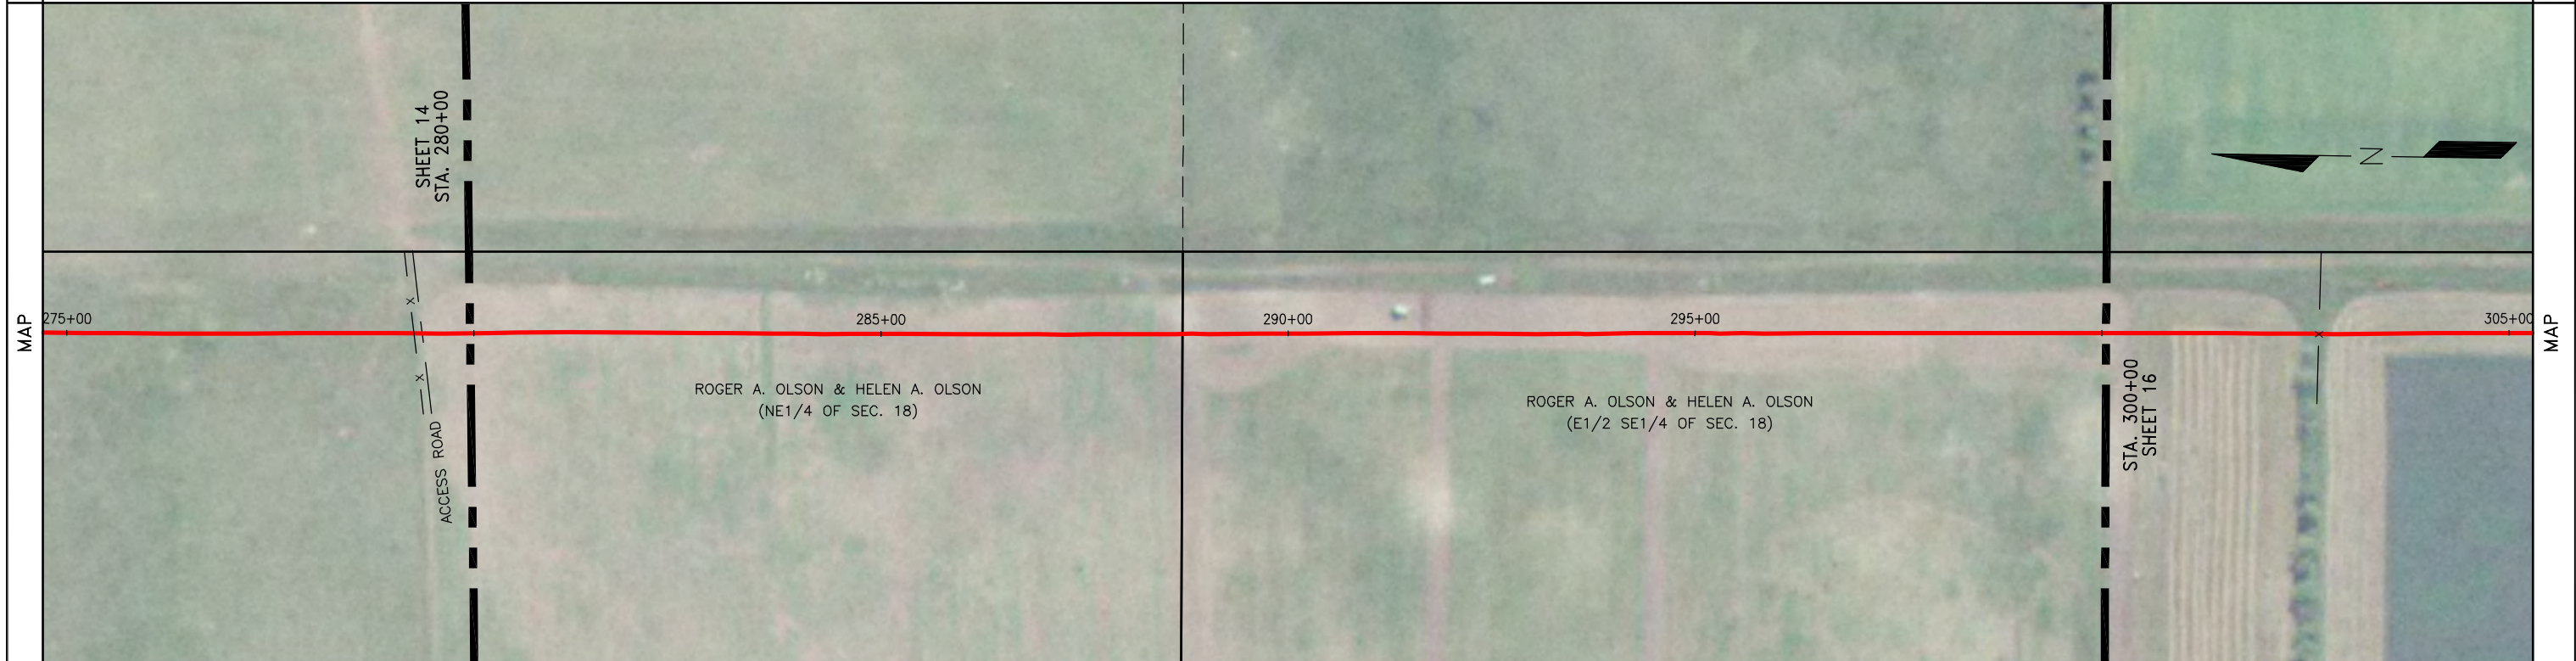 SHEET 14
STA. 280+00
N
MAP
275+00
285+00
290+00
295+00
305+00
MAP
ROGER A. OLSON & HELEN A. OLSON
(NE1/4 OF SEC. 18)
ROGER A. OLSON & HELEN A. OLSON
(E1/2 SE1/4 OF SEC. 18)
STA. 300+00
SHEET 16
ACCESS ROAD
x
x
x